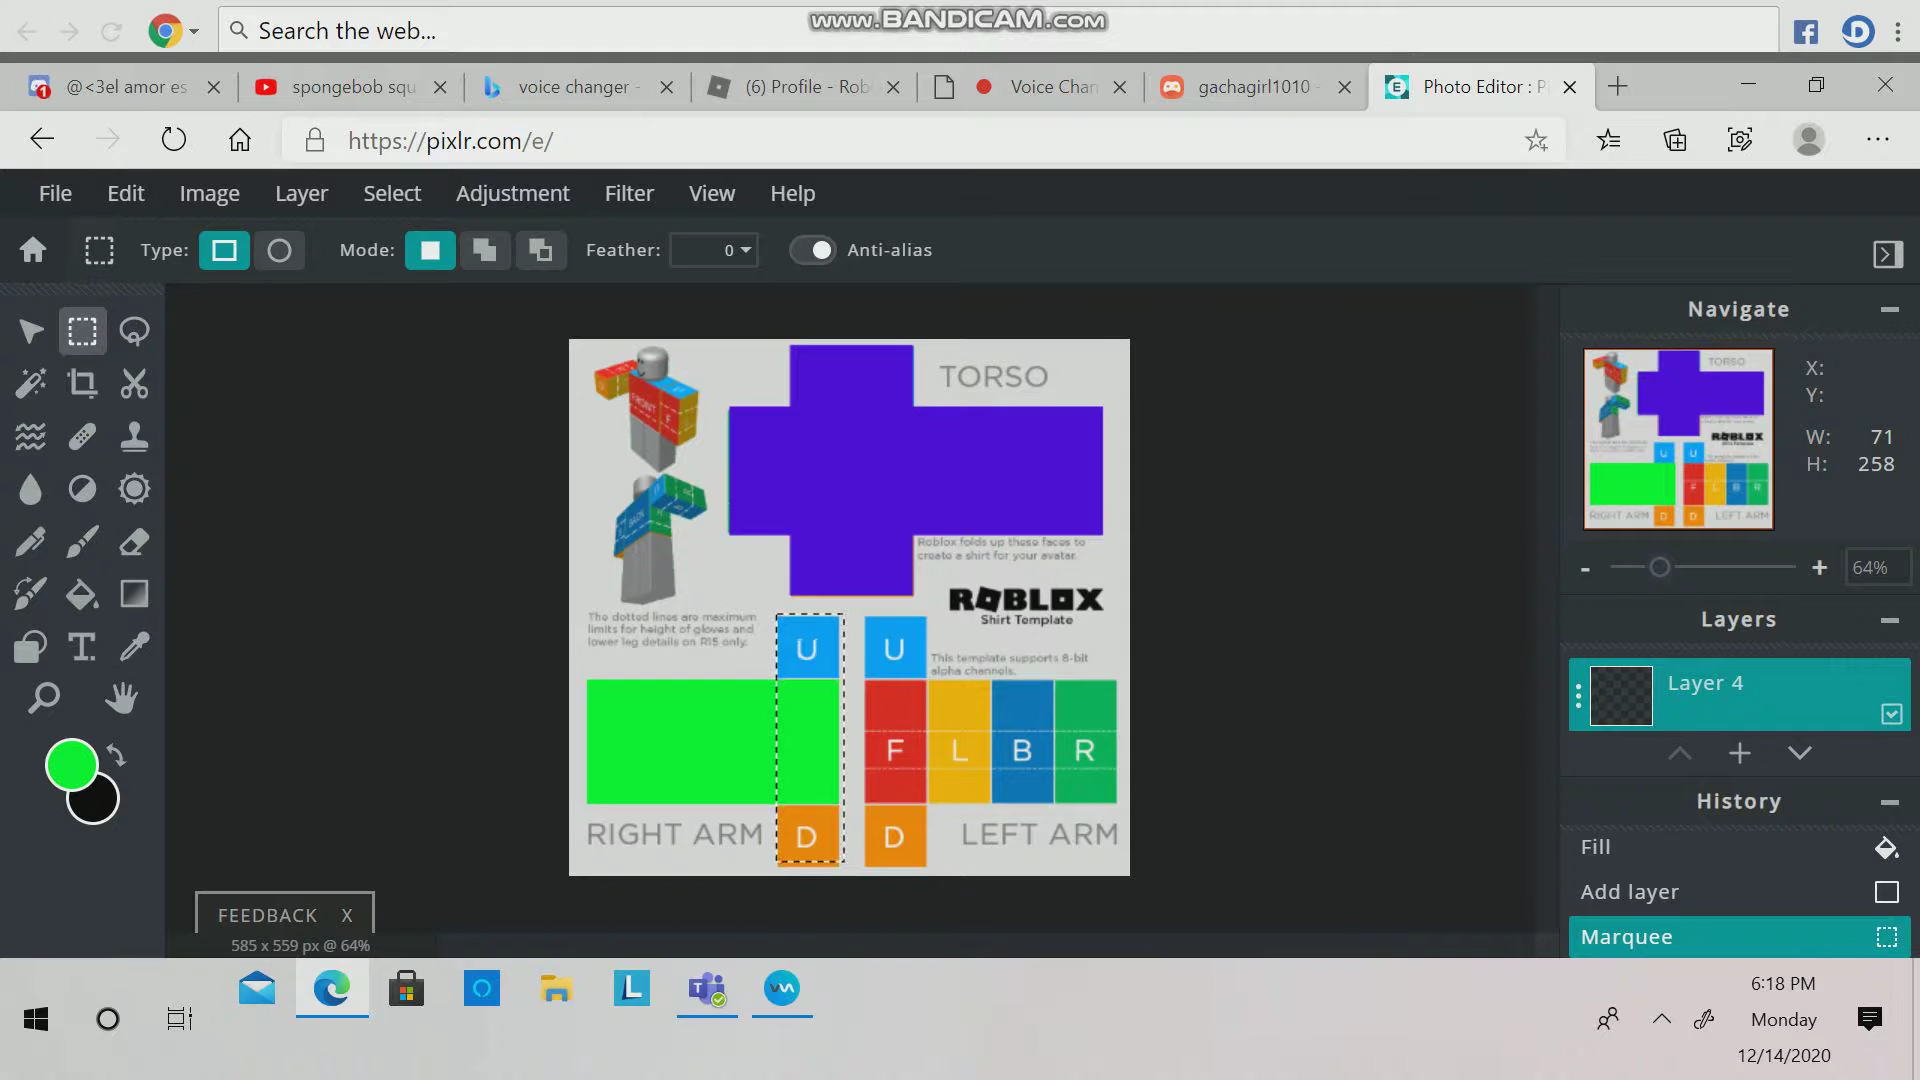 WWW.BANDICAM.COM
Search the web...
@<3el amor es
spongebob squ
voice changer -
(6) Profile - Rob
Voice Chan
gachagirl1010 -
Photo Editor : P
https://pixlr.com/e/
File Edit Image Layer Select Adjustment Filter View Help
Type: Mode: Feather: 0 Anti-alias
Navigate
X:
Y:
W: 71
H: 258
- + 64%
TORSO
FRONT F
BACK
Roblox folds up these faces to
create a shirt for your avatar.
ROBLOX
Shirt Template
The dotted lines are maximum
limits for height of gloves and
lower leg details on R15 only.
U U
This template supports 8-bit
alpha channels.
F L B R
RIGHT ARM D D LEFT ARM
Layers
Layer 4
History
Fill
Add layer
Marquee
FEEDBACK X
585 x 559 px @ 64%
6:18 PM
Monday
12/14/2020